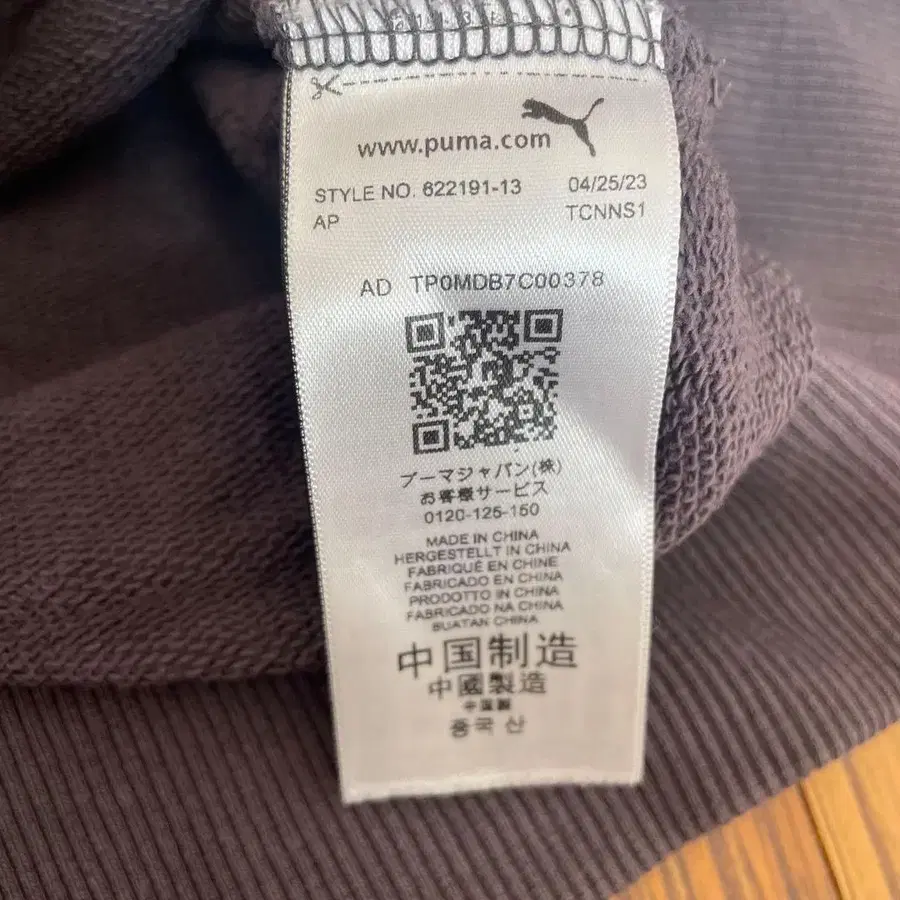 www.puma.com
STYLE NO. 622191-13 04/25/23
AP TCNNS1
AD TP0MDB7C00378
プーマジャパン(株)
お客様サービス
0120-125-150
MADE IN CHINA
HERGESTELLT IN CHINA
FABRIQUÉ EN CHINE
FABRICADO EN CHINA
PRODOTTO IN CHINA
FABRICADO NA CHINA
BUATAN CHINA
中国制造
中國製造
中国製
중국 산